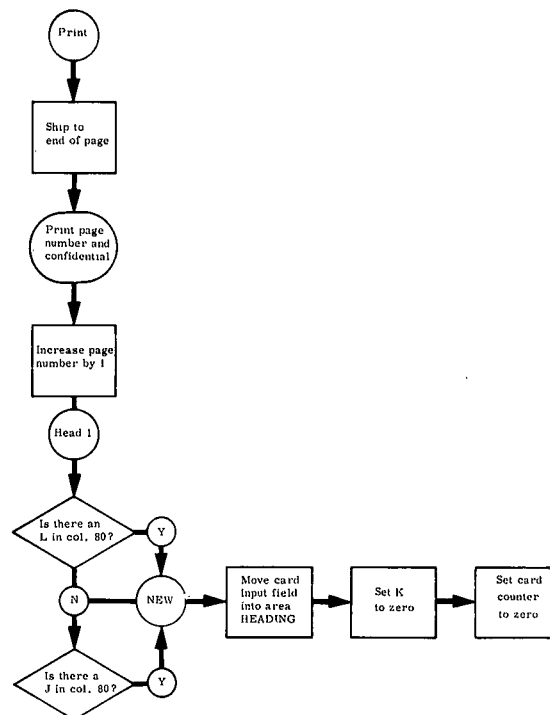 Print
Ship to
end of page
Print page
number and
confidential
Increase page
number by 1
Head 1
Is there an
L in col. 80?
Y
N
NEW
Move card
Input field
into area
HEADING
Set K
to zero
Set card
counter
to zero
Is there a
J in col. 80?
Y